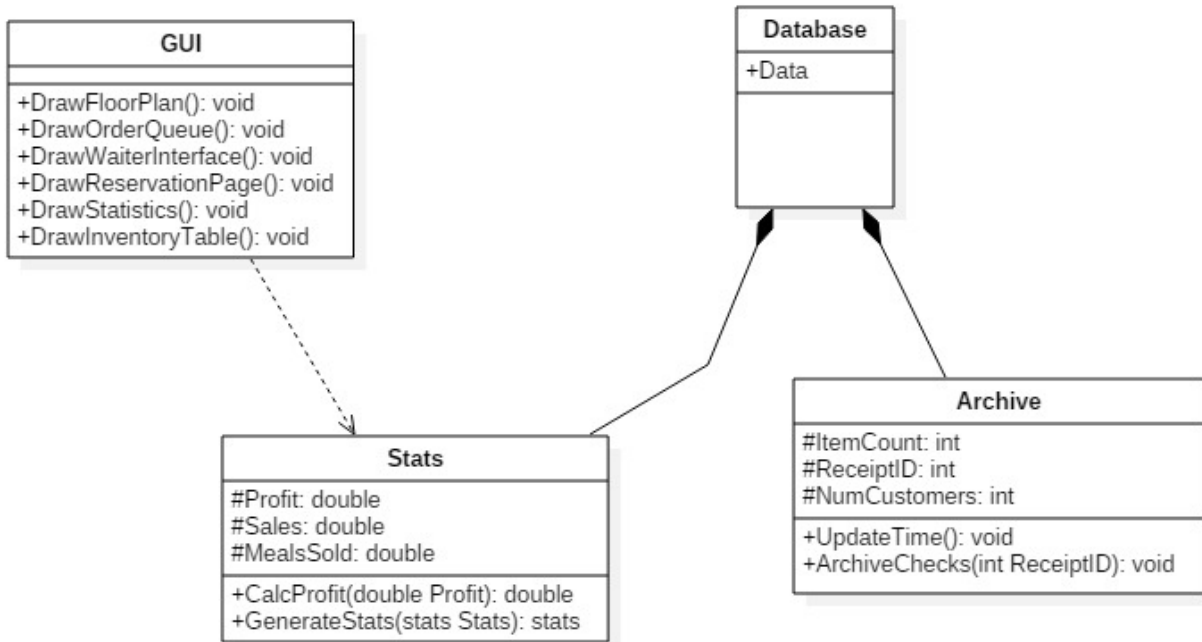 GUI
+DrawFloorPlan(): void
+DrawOrderQueue(): void
+DrawWaiterInterface(): void
+DrawReservationPage(): void
+DrawStatistics(): void
+DrawInventoryTable(): void
Database
+Data
Stats
#Profit: double
#Sales: double
#MealsSold: double
+CalcProfit(double Profit): double
+GenerateStats(stats Stats): stats
Archive
#ItemCount: int
#ReceiptID: int
#NumCustomers: int
+UpdateTime(): void
+ArchiveChecks(int ReceiptID): void